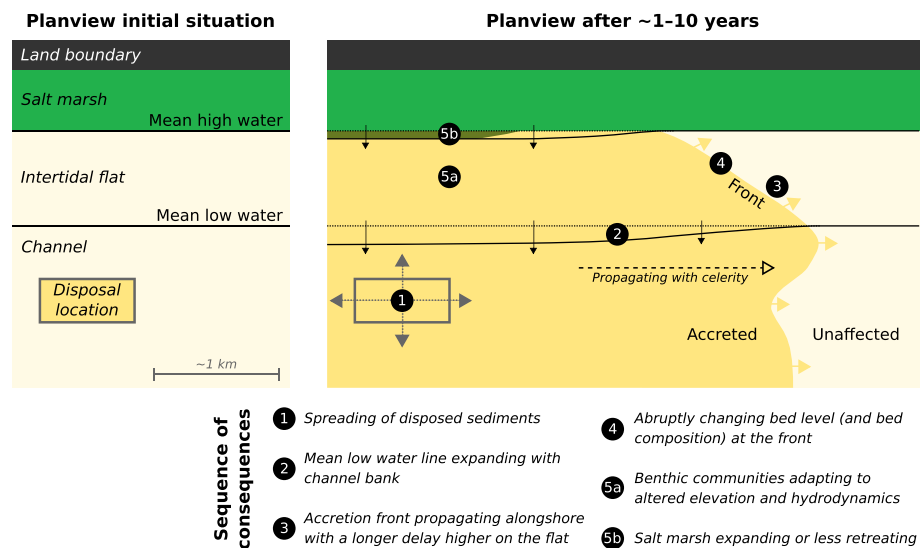 Planview initial situation
Planview after ~1–10 years
Land boundary
Salt marsh
Mean high water
Intertidal flat
Mean low water
Channel
Disposal
location
~1 km
5b
5a
4
3
Front
2
1
Propagating with celerity
Accreted
Unaffected
Sequence of
consequences
1 Spreading of disposed sediments
2 Mean low water line expanding with
channel bank
3 Accretion front propagating alongshore
with a longer delay higher on the flat
4 Abruptly changing bed level (and bed
composition) at the front
5a Benthic communities adapting to
altered elevation and hydrodynamics
5b Salt marsh expanding or less retreating